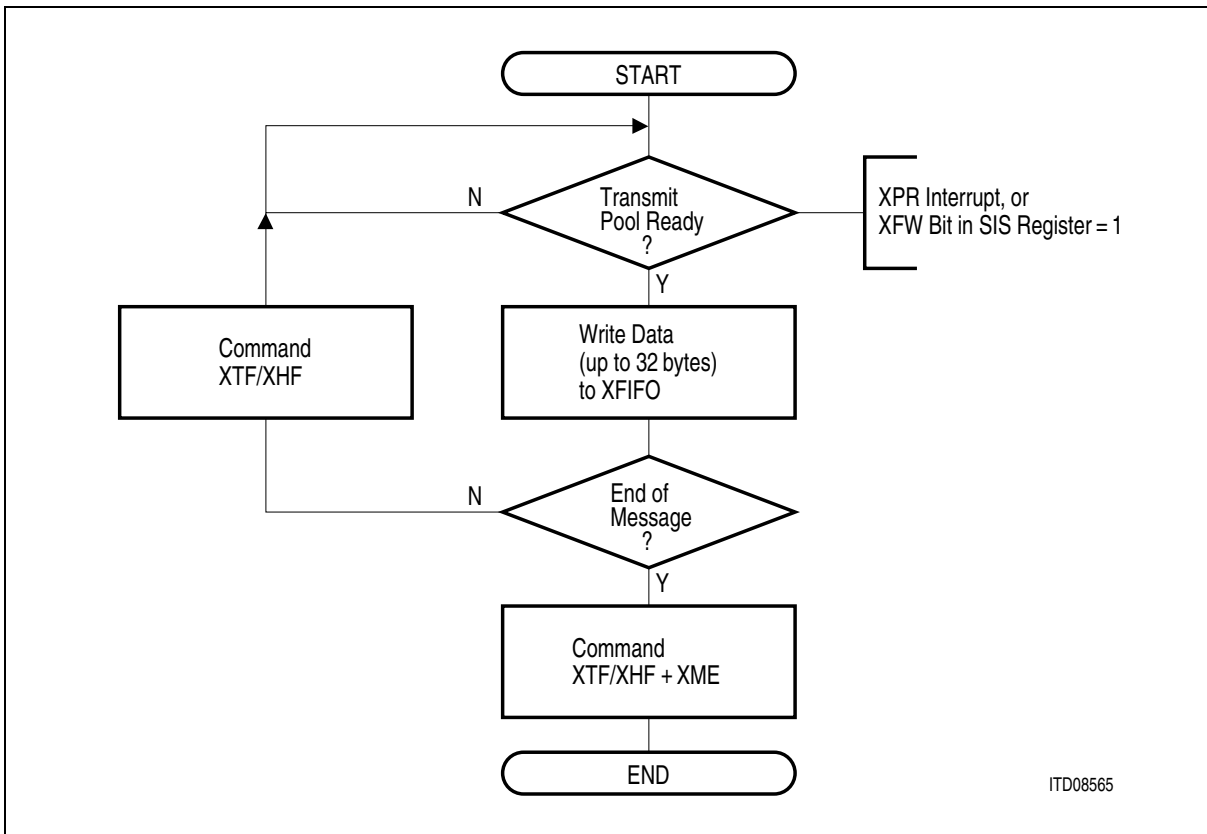 START
N
Transmit
Pool Ready
?
XPR Interrupt, or
XFW Bit in SIS Register = 1
Y
Command
XTF/XHF
Write Data
(up to 32 bytes)
to XFIFO
N
End of
Message
?
Y
Command
XTF/XHF + XME
END
ITD08565